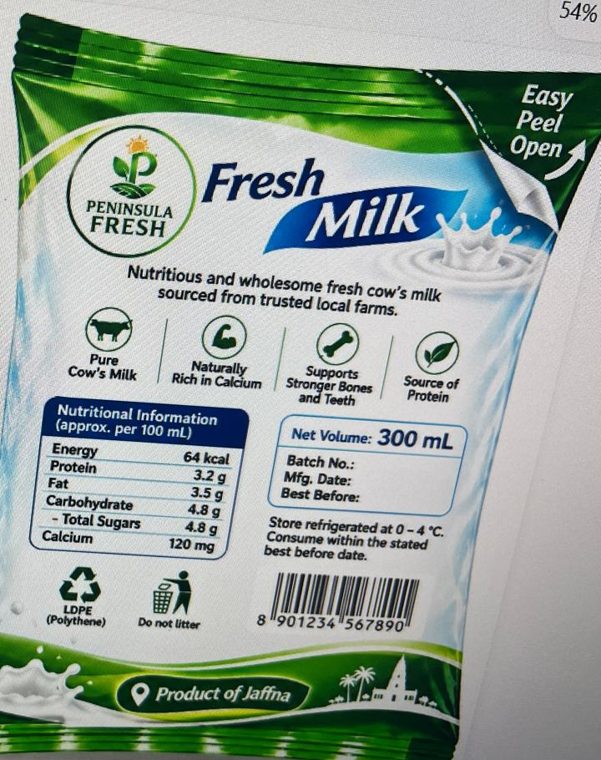 54%
Easy
Peel
Open
PENINSULA
FRESH
Fresh
Milk
Nutritious and wholesome fresh cow's milk
sourced from trusted local farms.
Pure
Cow's Milk
Naturally
Rich in Calcium
Supports
Stronger Bones
and Teeth
Source of
Protein
Nutritional Information
(approx. per 100 mL)
Energy 64 kcal
Protein 3.2 g
Fat 3.5 g
Carbohydrate 4.8 g
- Total Sugars 4.8 g
Calcium 120 mg
Net Volume: 300 mL
Batch No.:
Mfg. Date:
Best Before:
Store refrigerated at 0 – 4 °C.
Consume within the stated
best before date.
LDPE
(Polythene)
Do not litter
8 901234 567890
Product of Jaffna